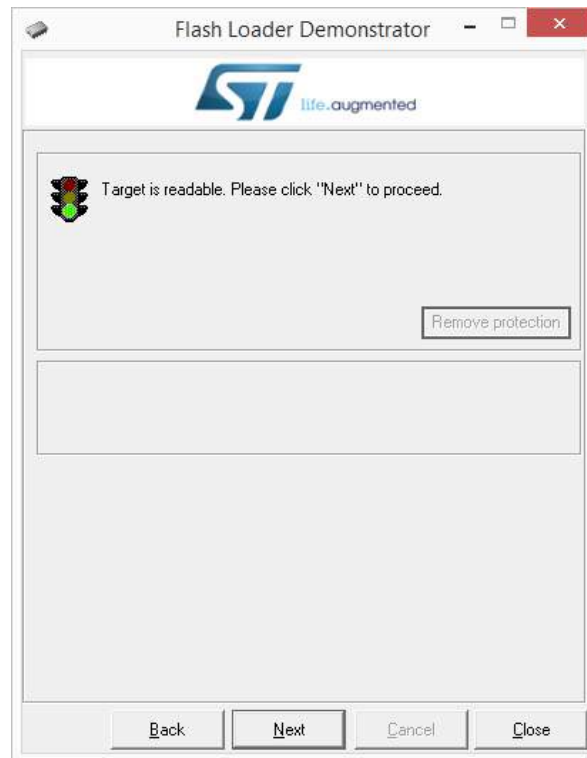 Flash Loader Demonstrator
ST
life.augmented
Target is readable. Please click "Next" to proceed.
Remove protection
Back
Next
Cancel
Close